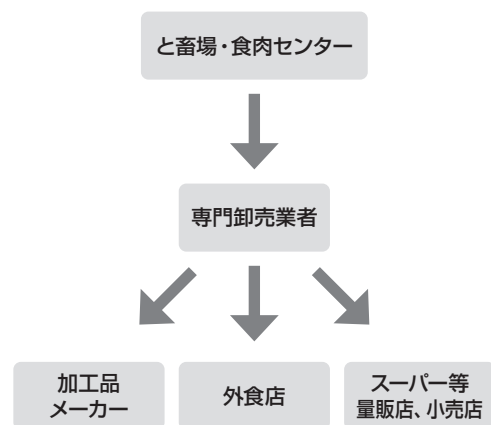 と畜場・食肉センター
専門卸売業者
加工品
メーカー
外食店
スーパー等
量販店、小売店